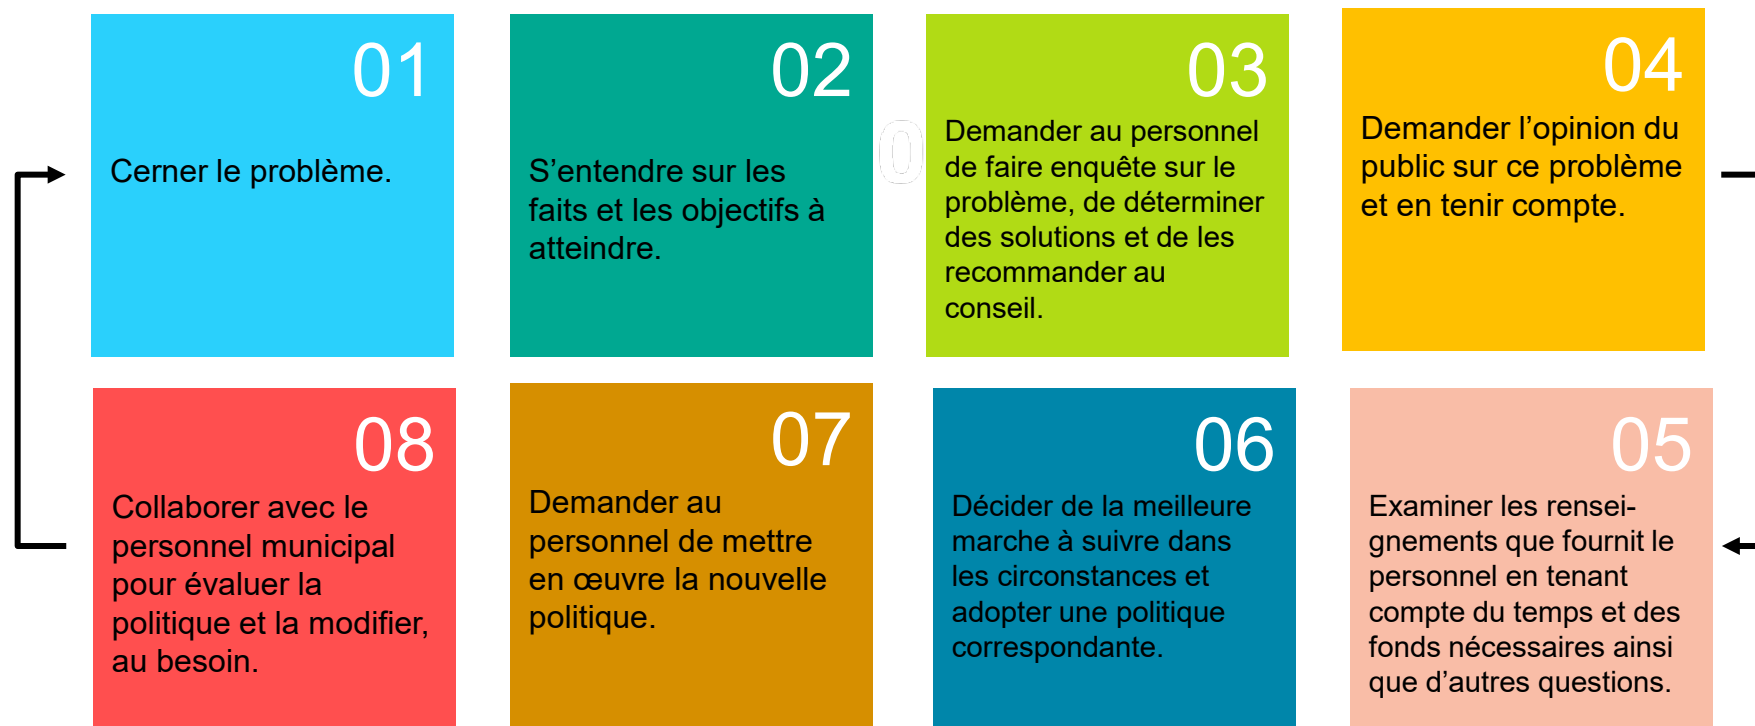 01
Cerner le problème.
02
S’entendre sur les
faits et les objectifs à
atteindre.
0
03
Demander au personnel
de faire enquête sur le
problème, de déterminer
des solutions et de les
recommander au
conseil.
04
Demander l’opinion du
public sur ce problème
et en tenir compte.
05
Examiner les rensei-
gnements que fournit le
personnel en tenant
compte du temps et des
fonds nécessaires ainsi
que d’autres questions.
06
Décider de la meilleure
marche à suivre dans
les circonstances et
adopter une politique
correspondante.
07
Demander au
personnel de mettre
en œuvre la nouvelle
politique.
08
Collaborer avec le
personnel municipal
pour évaluer la
politique et la modifier,
au besoin.